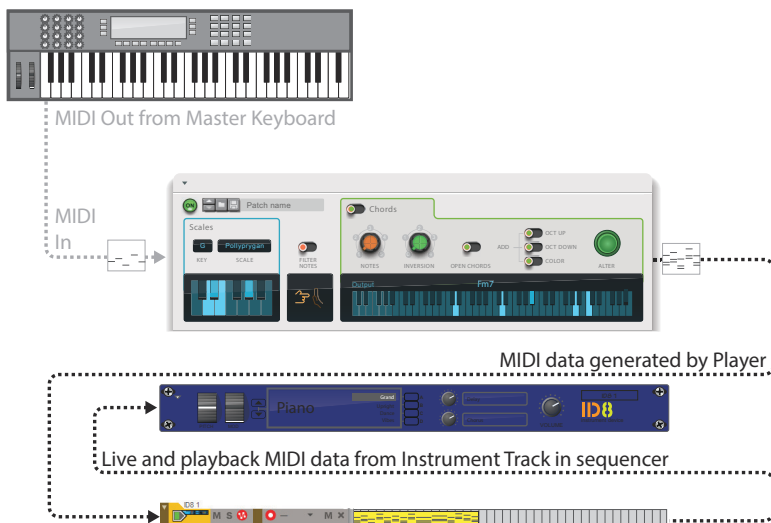 MIDI Out from Master Keyboard
MIDI
In
ON
Patch name
Chords
Scales
G
Pollyprygan
KEY
SCALE
FILTER
NOTES
NOTES
INVERSION
OPEN CHORDS
ADD
OCT UP
OCT DOWN
COLOR
ALTER
Output
Fm7
MIDI data generated by Player
Piano
Grand
VOLUME
ID8
Live and playback MIDI data from Instrument Track in sequencer
ID8 1
M S
M